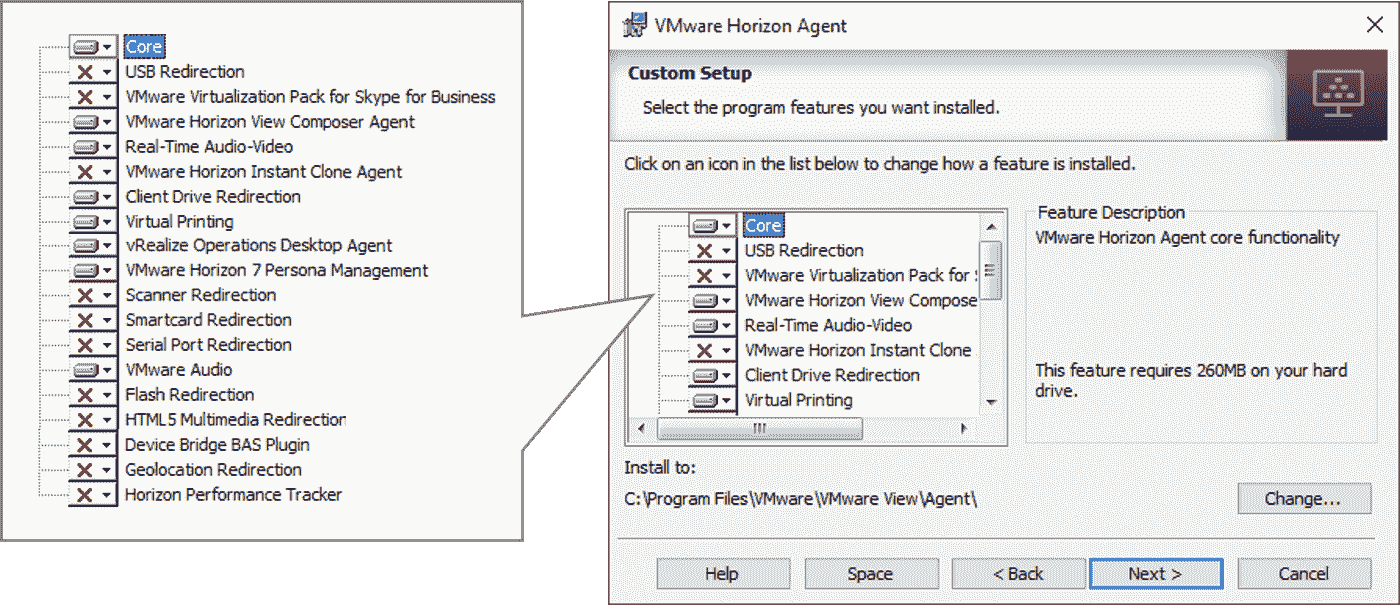 Core
USB Redirection
VMware Virtualization Pack for Skype for Business
VMware Horizon View Composer Agent
Real-Time Audio-Video
VMware Horizon Instant Clone Agent
Client Drive Redirection
Virtual Printing
vRealize Operations Desktop Agent
VMware Horizon 7 Persona Management
Scanner Redirection
Smartcard Redirection
Serial Port Redirection
VMware Audio
Flash Redirection
HTML5 Multimedia Redirection
Device Bridge BAS Plugin
Geolocation Redirection
Horizon Performance Tracker
VMware Horizon Agent
Custom Setup
Select the program features you want installed.
Click on an icon in the list below to change how a feature is installed.
Core
USB Redirection
VMware Virtualization Pack for
VMware Horizon View Compose
Real-Time Audio-Video
VMware Horizon Instant Clone
Client Drive Redirection
Virtual Printing
Feature Description
VMware Horizon Agent core functionality
This feature requires 260MB on your hard
drive.
Install to:
C:\Program Files\VMware\VMware View\Agent\
Change...
Help
Space
< Back
Next >
Cancel